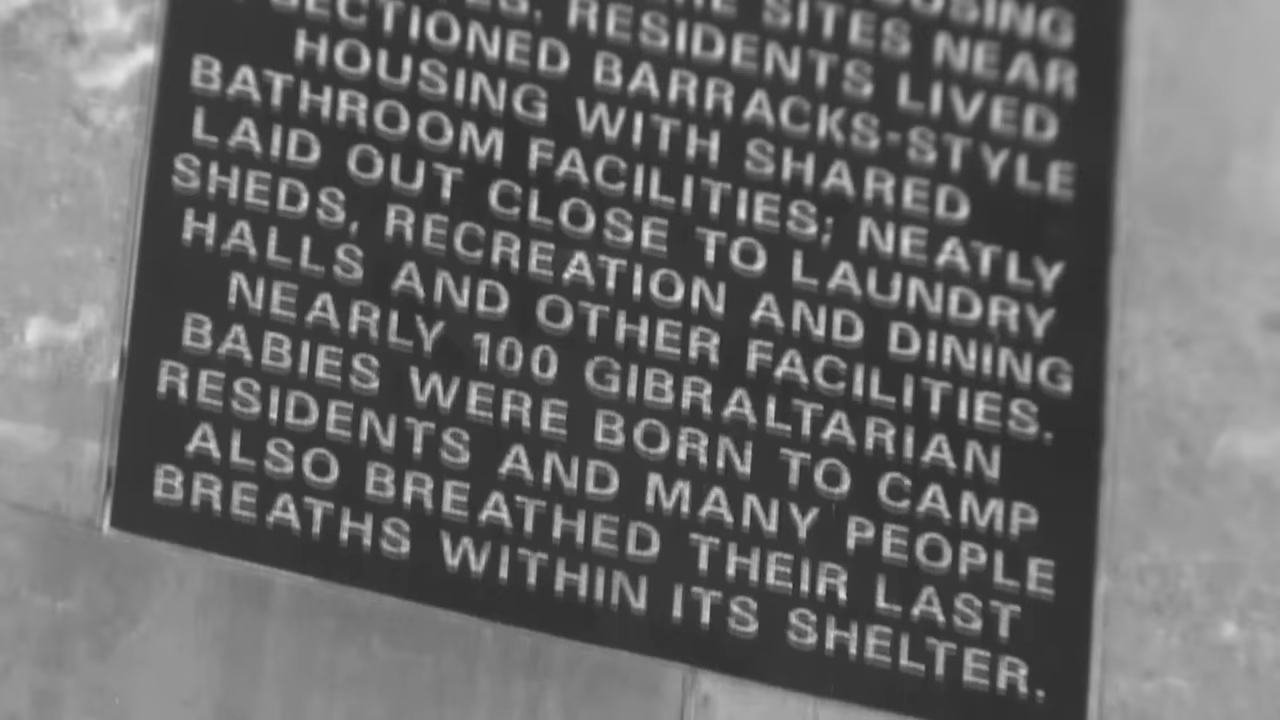 SITES NEAR
RESIDENTS LIVED
SECTIONED BARRACKS-STYLE
HOUSING WITH SHARED
BATHROOM FACILITIES; NEATLY
LAID OUT CLOSE TO LAUNDRY
SHEDS, RECREATION AND DINING
HALLS AND OTHER FACILITIES.
NEARLY 100 GIBRALTARIAN
BABIES WERE BORN TO CAMP
RESIDENTS AND MANY PEOPLE
ALSO BREATHED THEIR LAST
BREATHS WITHIN ITS SHELTER.